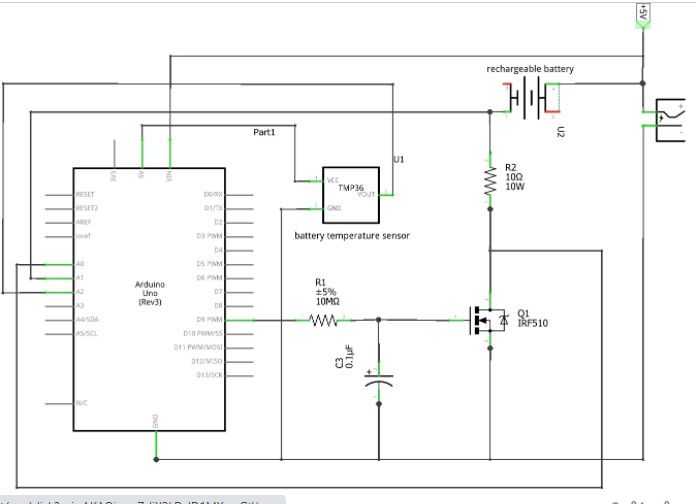 +5V
rechargeable battery
U2
Part1
U1
VCC
TMP36
VOUT
GND
battery temperature sensor
R2
10Ω
10W
3V3
5V
VIN
RESET
RESET2
AREF
ioref
A0
A1
A2
A3
A4/SDA
A5/SCL
N/C
D0/RX
D1/TX
D2
D3 PWM
D4
D5 PWM
D6 PWM
D7
D8
D9 PWM
D10 PWM/SS
D11 PWM/MOSI
D12/MISO
D13/SCK
GND
Arduino
Uno
(Rev3)
R1
±5%
10MΩ
C3
0.1µF
+
Q1
IRF510